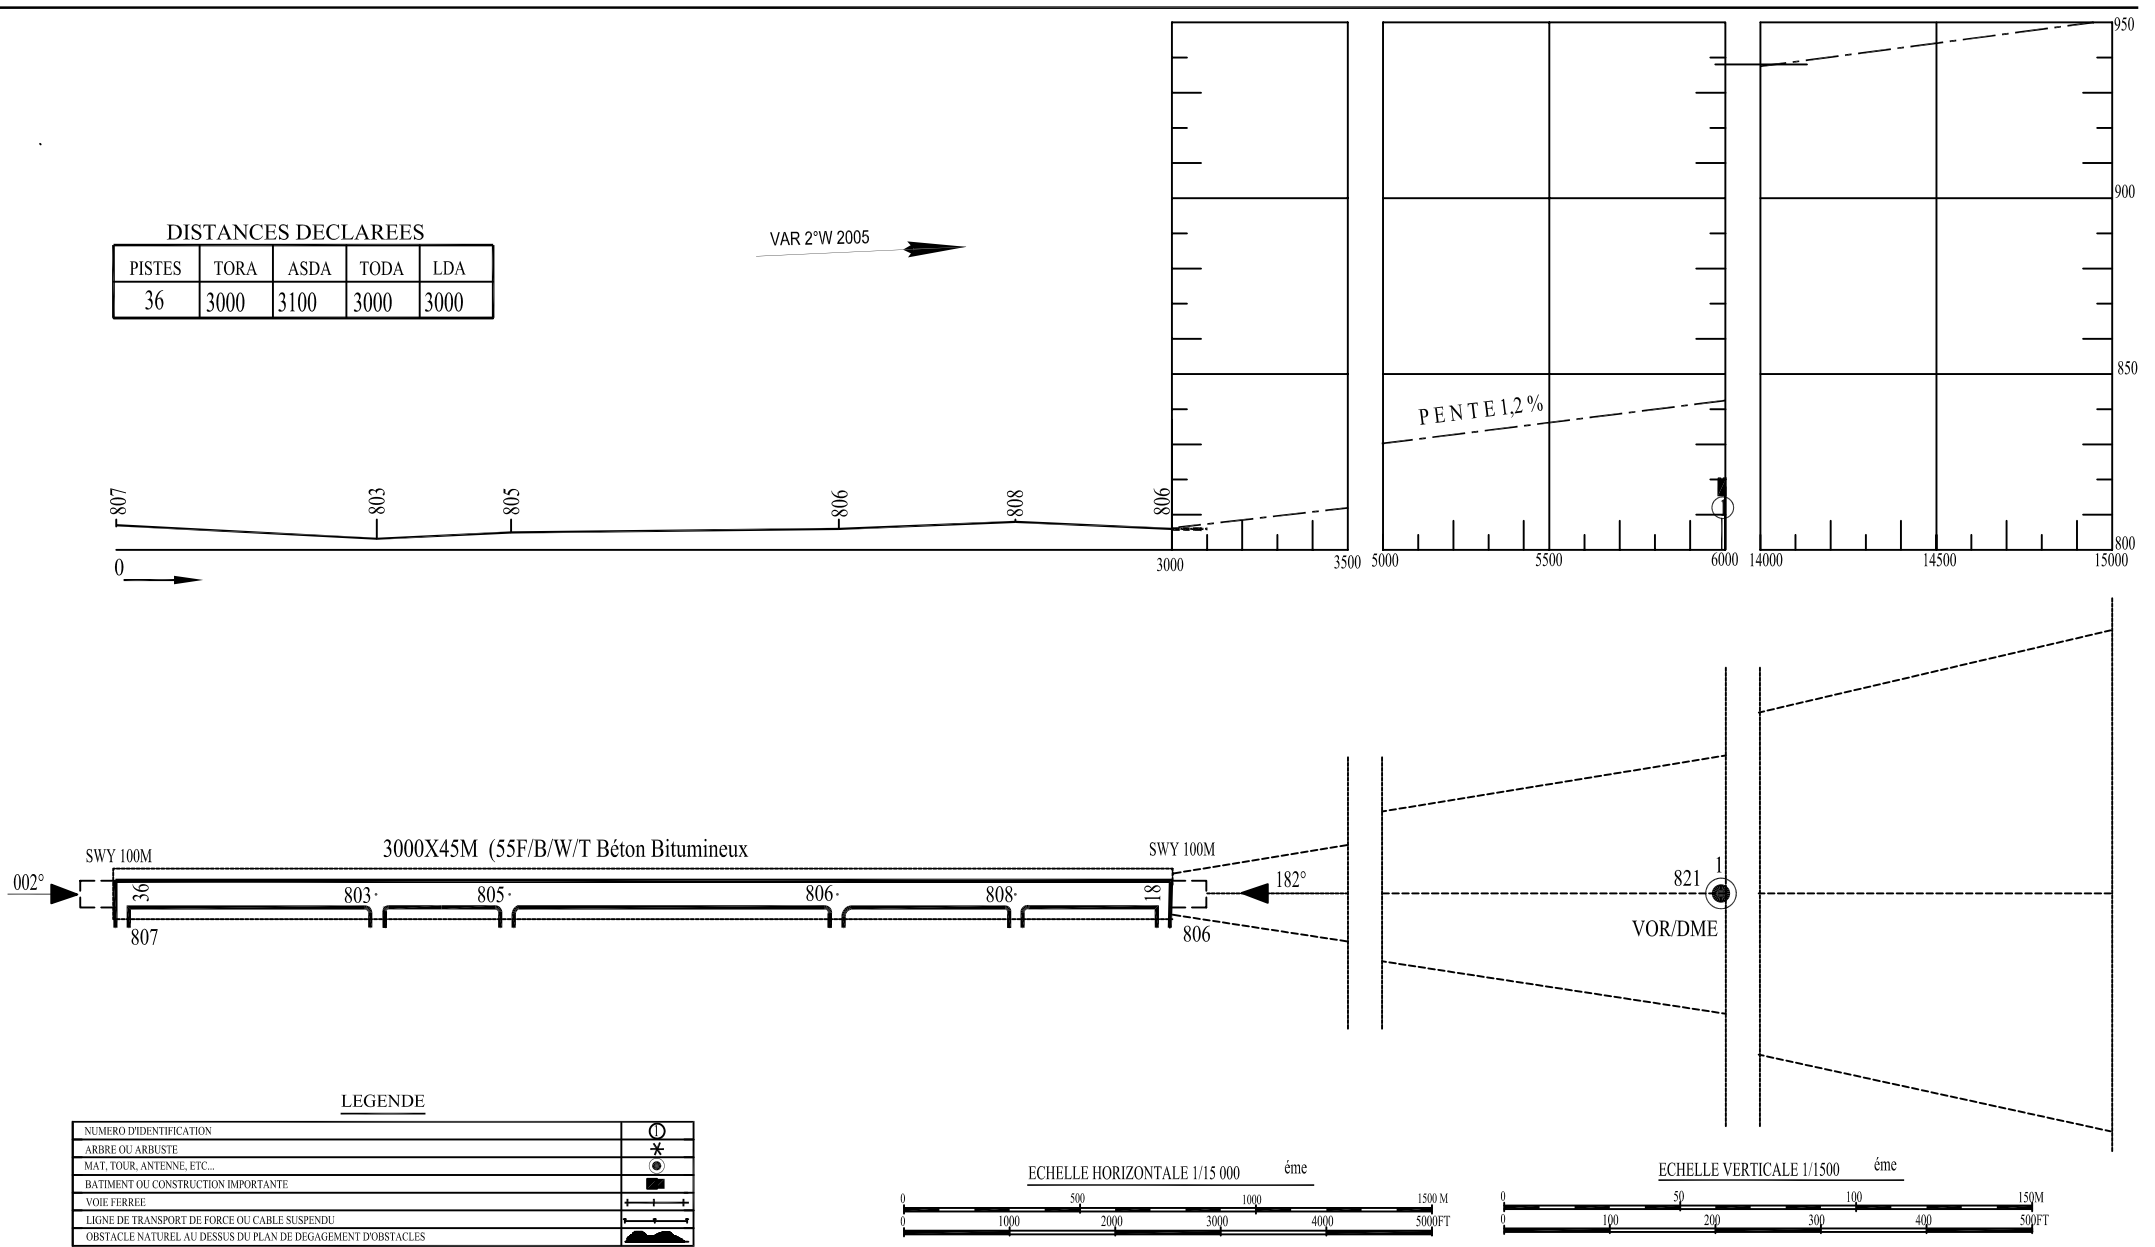 950
900
850
800
DISTANCES DECLAREES
PISTES TORA ASDA TODA LDA
36 3000 3100 3000 3000
VAR 2°W 2005
PENTE 1,2 %
807 803 805 806 808 806
1
0 3000 3500 5000 5500 6000 14000 14500 15000
3000X45M (55F/B/W/T Béton Bitumineux
SWY 100M SWY 100M
002° 36 803 805 806 808 18 182° 821 1
807 806 VOR/DME
LEGENDE
NUMERO D'IDENTIFICATION 1
ARBRE OU ARBUSTE
MAT, TOUR, ANTENNE, ETC...
BATIMENT OU CONSTRUCTION IMPORTANTE
VOIE FERREE
LIGNE DE TRANSPORT DE FORCE OU CABLE SUSPENDU
OBSTACLE NATUREL AU DESSUS DU PLAN DE DEGAGEMENT D'OBSTACLES
ECHELLE HORIZONTALE 1/15 000 éme
0 500 1000 1500 M
0 1000 2000 3000 4000 5000FT
ECHELLE VERTICALE 1/1500 éme
0 50 100 150M
0 100 200 300 400 500FT